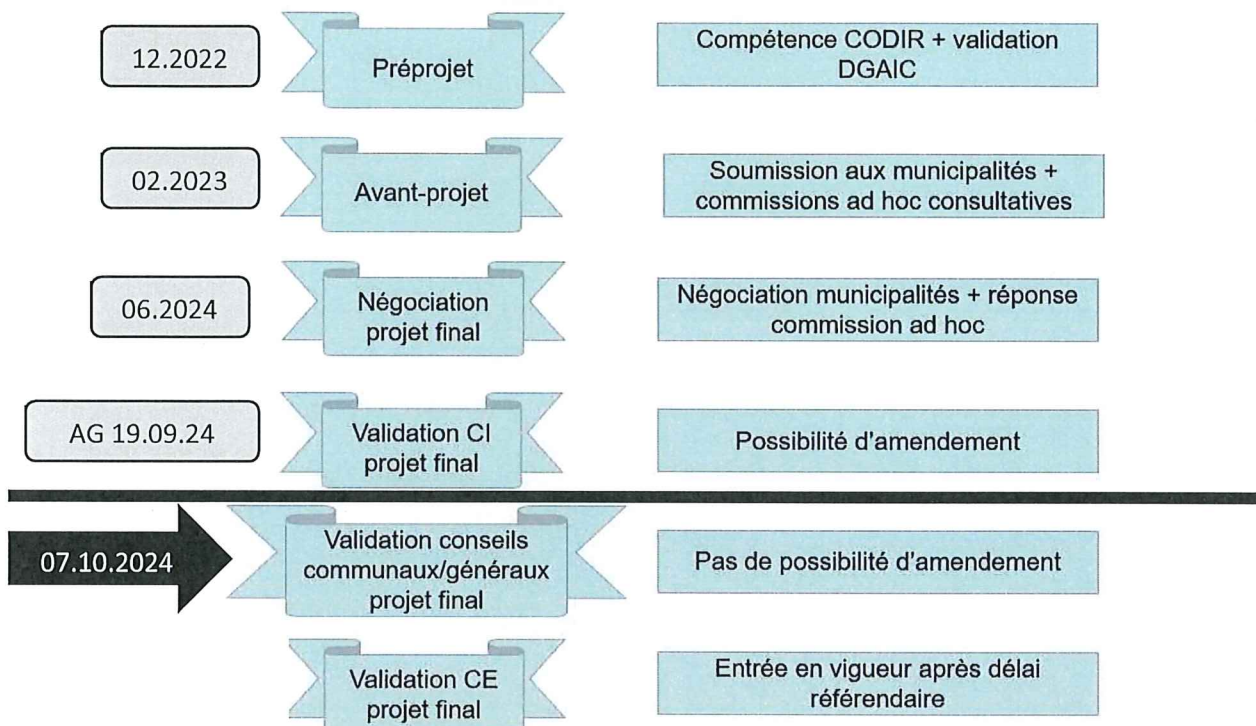 12.2022
Préprojet
Compétence CODIR + validation
DGAIC
02.2023
Avant-projet
Soumission aux municipalités +
commissions ad hoc consultatives
06.2024
Négociation
projet final
Négociation municipalités + réponse
commission ad hoc
AG 19.09.24
Validation CI
projet final
Possibilité d'amendement
07.10.2024
Validation conseils
communaux/généraux
projet final
Pas de possibilité d'amendement
Validation CE
projet final
Entrée en vigueur après délai
référendaire